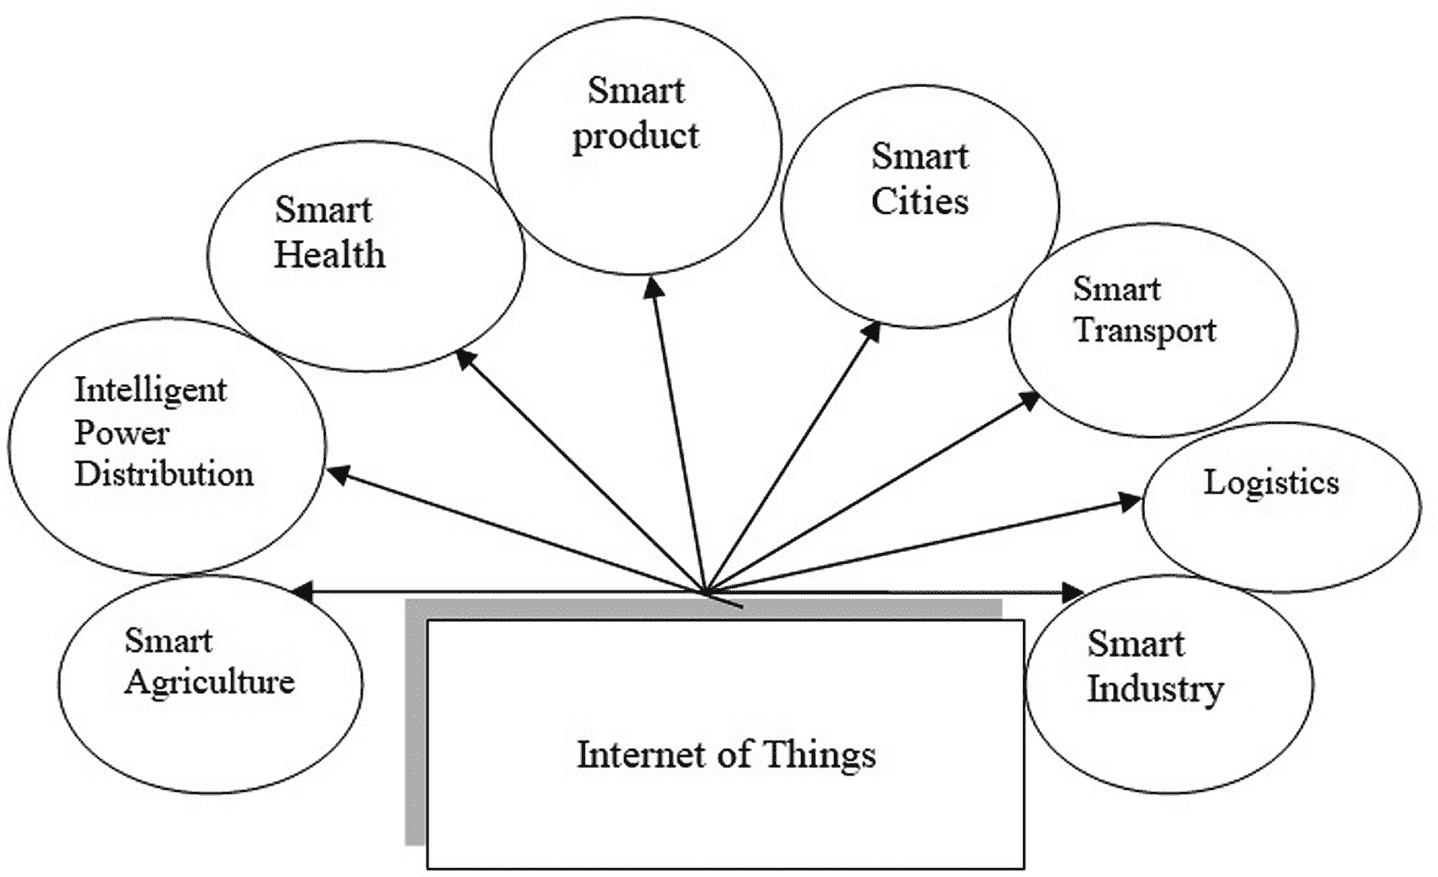 Smart
product
Smart
Cities
Smart
Health
Smart
Transport
Intelligent
Power
Distribution
Logistics
Smart
Agriculture
Smart
Industry
Internet of Things